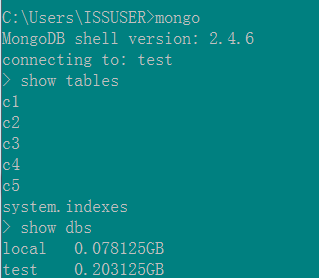 C:\Users\ISSUSER>mongo
MongoDB shell version: 2.4.6
connecting to: test
> show tables
c1
c2
c3
c4
c5
system.indexes
> show dbs
local   0.078125GB
test    0.203125GB